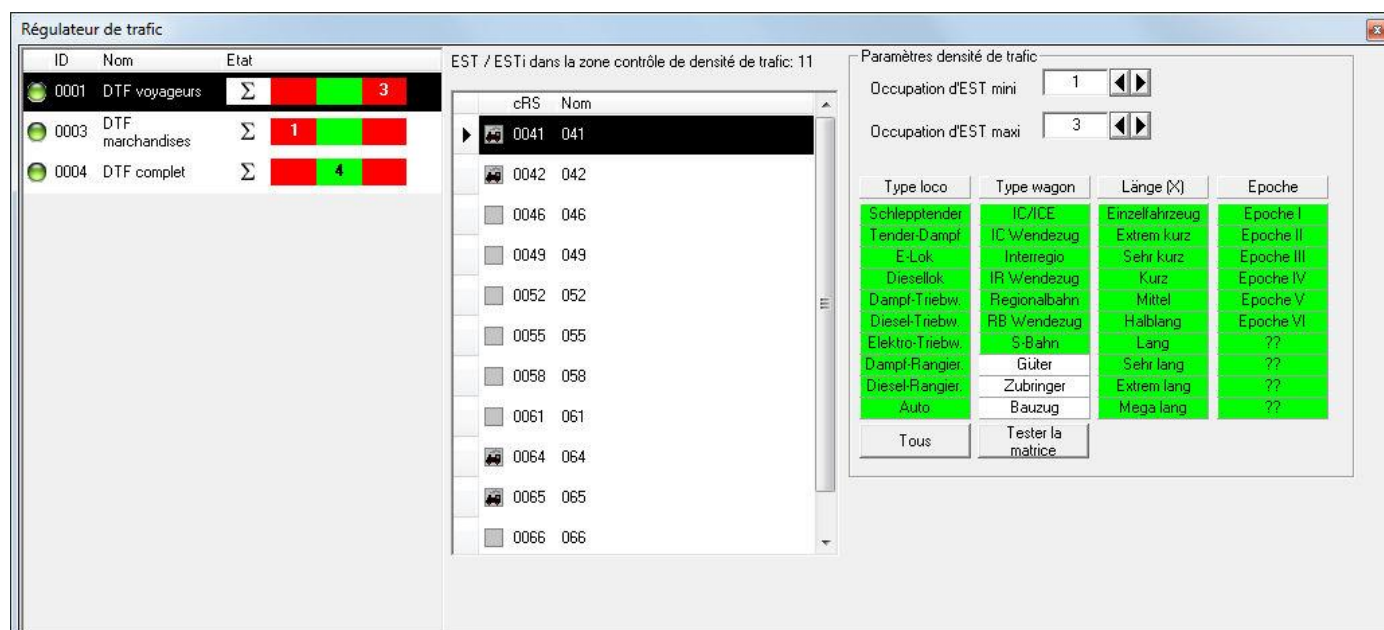 Régulateur de trafic
ID Nom Etat
0001 DTF voyageurs Σ 3
0003 DTF marchandises Σ 1
0004 DTF complet Σ 4
EST / ESTi dans la zone contrôle de densité de trafic: 11
cRS Nom
0041 041
0042 042
0046 046
0049 049
0052 052
0055 055
0058 058
0061 061
0064 064
0065 065
0066 066
Paramètres densité de trafic
Occupation d'EST mini 1
Occupation d'EST maxi 3
Type loco Type wagon Länge (X) Epoche
Schlepptender IC/ICE Einzelfahrzeug Epoche I
Tender-Dampf IC Wendezug Extrem kurz Epoche II
E-Lok Interregio Sehr kurz Epoche III
Diesellok IR Wendezug Kurz Epoche IV
Dampf-Triebw. Regionalbahn Mittel Epoche V
Diesel-Triebw. RB Wendezug Halblang Epoche VI
Elektro-Triebw. S-Bahn Lang ??
Dampf-Rangier. Güter Sehr lang ??
Diesel-Rangier. Zubringer Extrem lang ??
Auto Bauzug Mega lang ??
Tous Tester la matrice